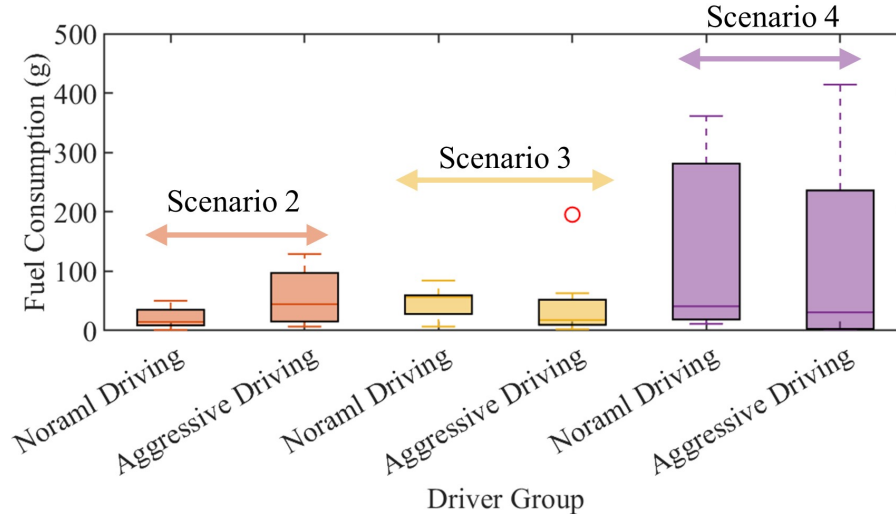 Scenario 4
500
400
300
200
100
0
Fuel Consumption (g)
Scenario 3
Scenario 2
Noraml Driving
Aggressive Driving
Noraml Driving
Aggressive Driving
Noraml Driving
Aggressive Driving
Driver Group